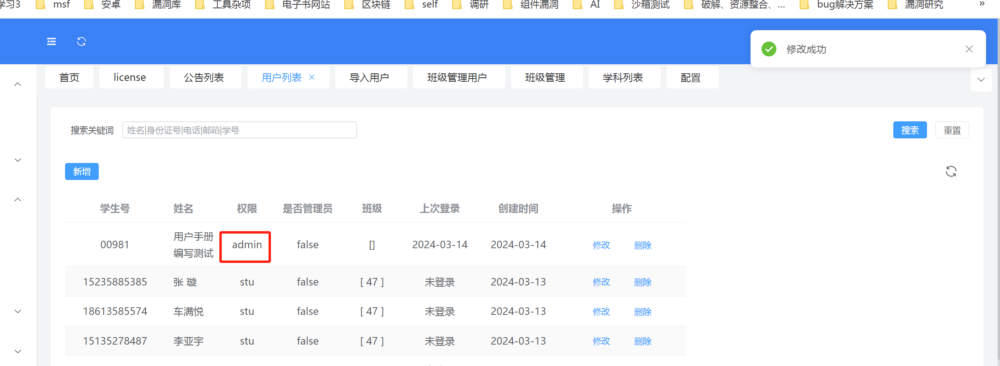 学习3 msf 安卓 漏洞库 工具杂项 电子书网站 区块链 self 调研 组件漏洞 AI 沙箱测试 破解、资源整合、... bug解决方案 漏洞研究 »
修改成功
首页 license 公告列表 用户列表 导入用户 班级管理用户 班级管理 学科列表 配置
搜索关键词 姓名|身份证号|电话|邮箱|学号 搜索 重置
新增
学生号 姓名 权限 是否管理员 班级 上次登录 创建时间 操作
00981 用户手册 admin false [] 2024-03-14 2024-03-14 修改 删除
编写测试
15235885385 张 璇 stu false [ 47 ] 未登录 2024-03-13 修改 删除
18613585574 车满悦 stu false [ 47 ] 未登录 2024-03-13 修改 删除
15135278487 李亚宇 stu false [ 47 ] 未登录 2024-03-13 修改 删除